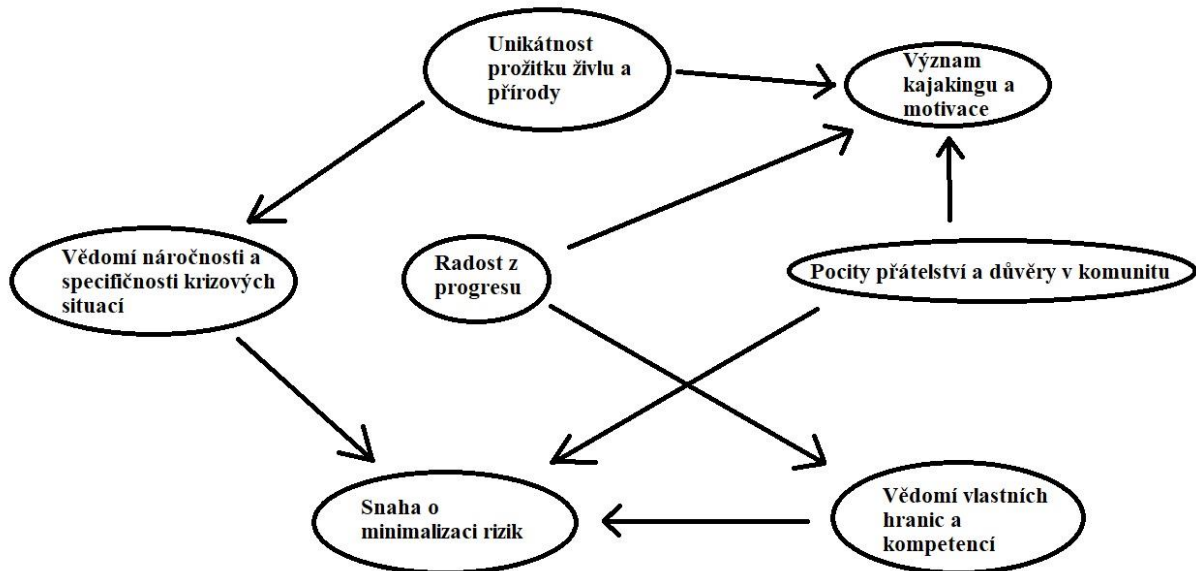 Unikátnost
prožitku živlu a
přírody
Význam
kajakingu a
motivace
Vědomí náročnosti a
specifičnosti krizových
situací
Radost z
progresu
Pocity přátelství a důvěry v komunitu
Snaha o
minimalizaci rizik
Vědomí vlastních
hranic a
kompetencí